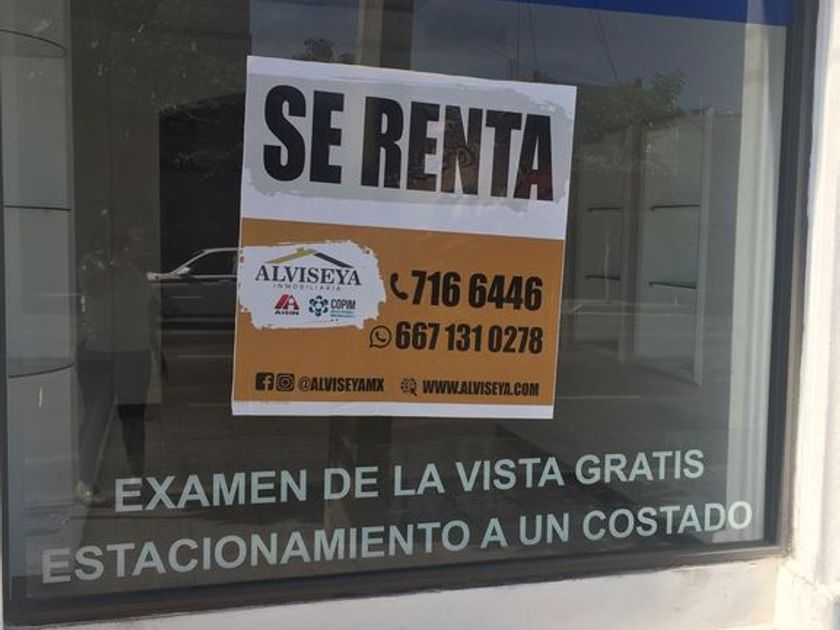 SE RENTA
ALVISEYA
INMOBILIARIA
COPIM
716 6446
667 131 0278
@ALVISEYAMX
WWW.ALVISEYA.COM
EXAMEN DE LA VISTA GRATIS
ESTACIONAMIENTO A UN COSTADO